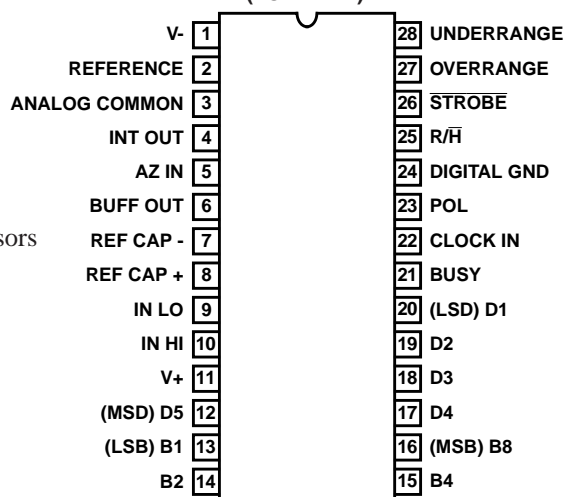 V- 1 28 UNDERRANGE
REFERENCE 2 27 OVERRANGE
ANALOG COMMON 3 26 STROBE
INT OUT 4 25 R/H
AZ IN 5 24 DIGITAL GND
BUFF OUT 6 23 POL
sors REF CAP - 7 22 CLOCK IN
REF CAP + 8 21 BUSY
IN LO 9 20 (LSD) D1
IN HI 10 19 D2
V+ 11 18 D3
(MSD) D5 12 17 D4
(LSB) B1 13 16 (MSB) B8
B2 14 15 B4